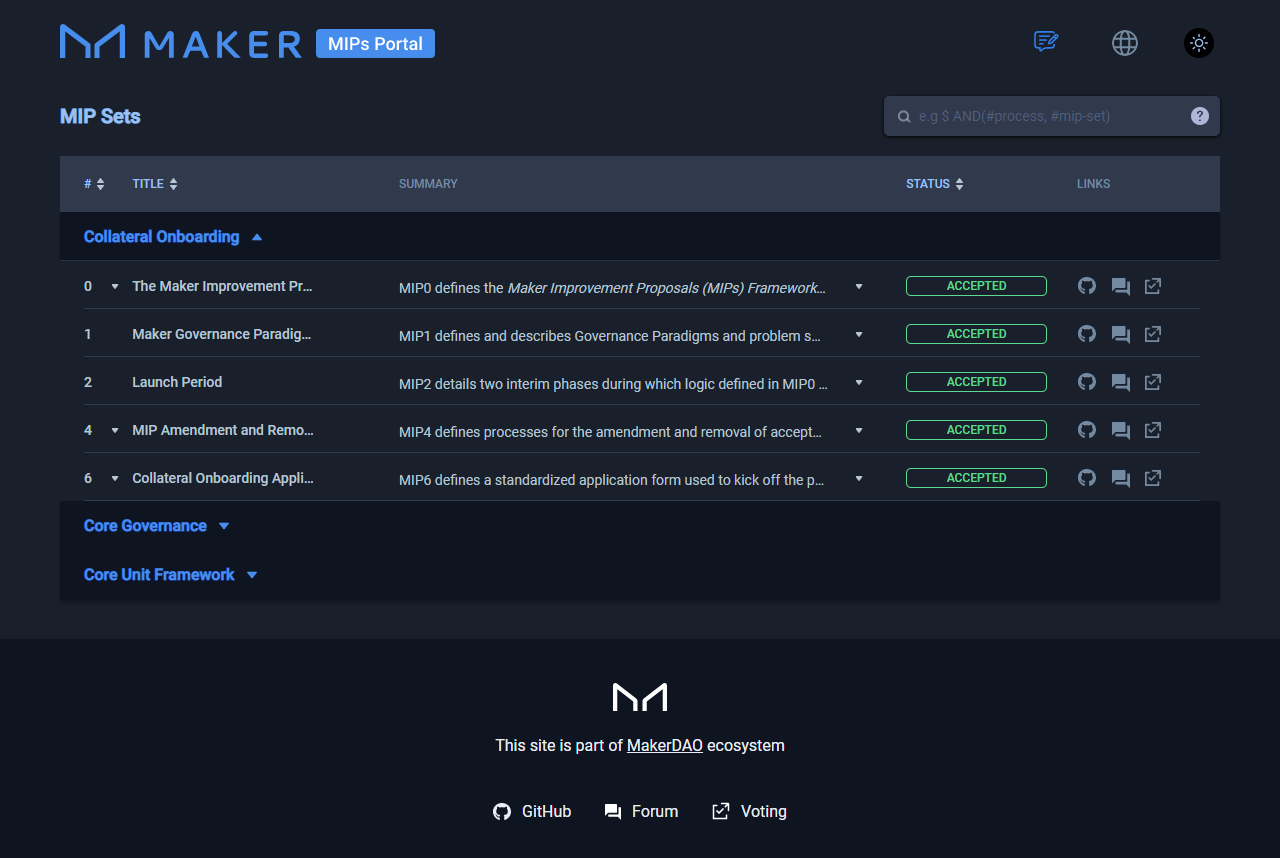 MAKER MIPs Portal
MIP Sets
e.g $ AND(#process, #mip-set) ?
# TITLE SUMMARY STATUS LINKS
Collateral Onboarding
0 The Maker Improvement Pr... MIP0 defines the Maker Improvement Proposals (MIPs) Framework... ACCEPTED
1 Maker Governance Paradig... MIP1 defines and describes Governance Paradigms and problem s... ACCEPTED
2 Launch Period MIP2 details two interim phases during which logic defined in MIP0 ... ACCEPTED
4 MIP Amendment and Remo... MIP4 defines processes for the amendment and removal of accept... ACCEPTED
6 Collateral Onboarding Appli... MIP6 defines a standardized application form used to kick off the p... ACCEPTED
Core Governance
Core Unit Framework
This site is part of MakerDAO ecosystem
GitHub Forum Voting